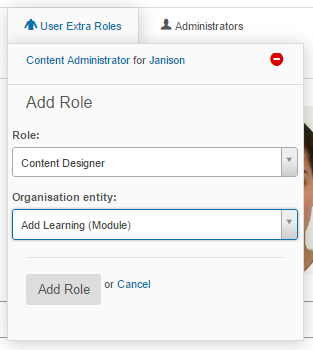 User Extra Roles Administrators
Content Administrator for Janison
Add Role
Role:
Content Designer
Organisation entity:
Add Learning (Module)
Add Role or Cancel